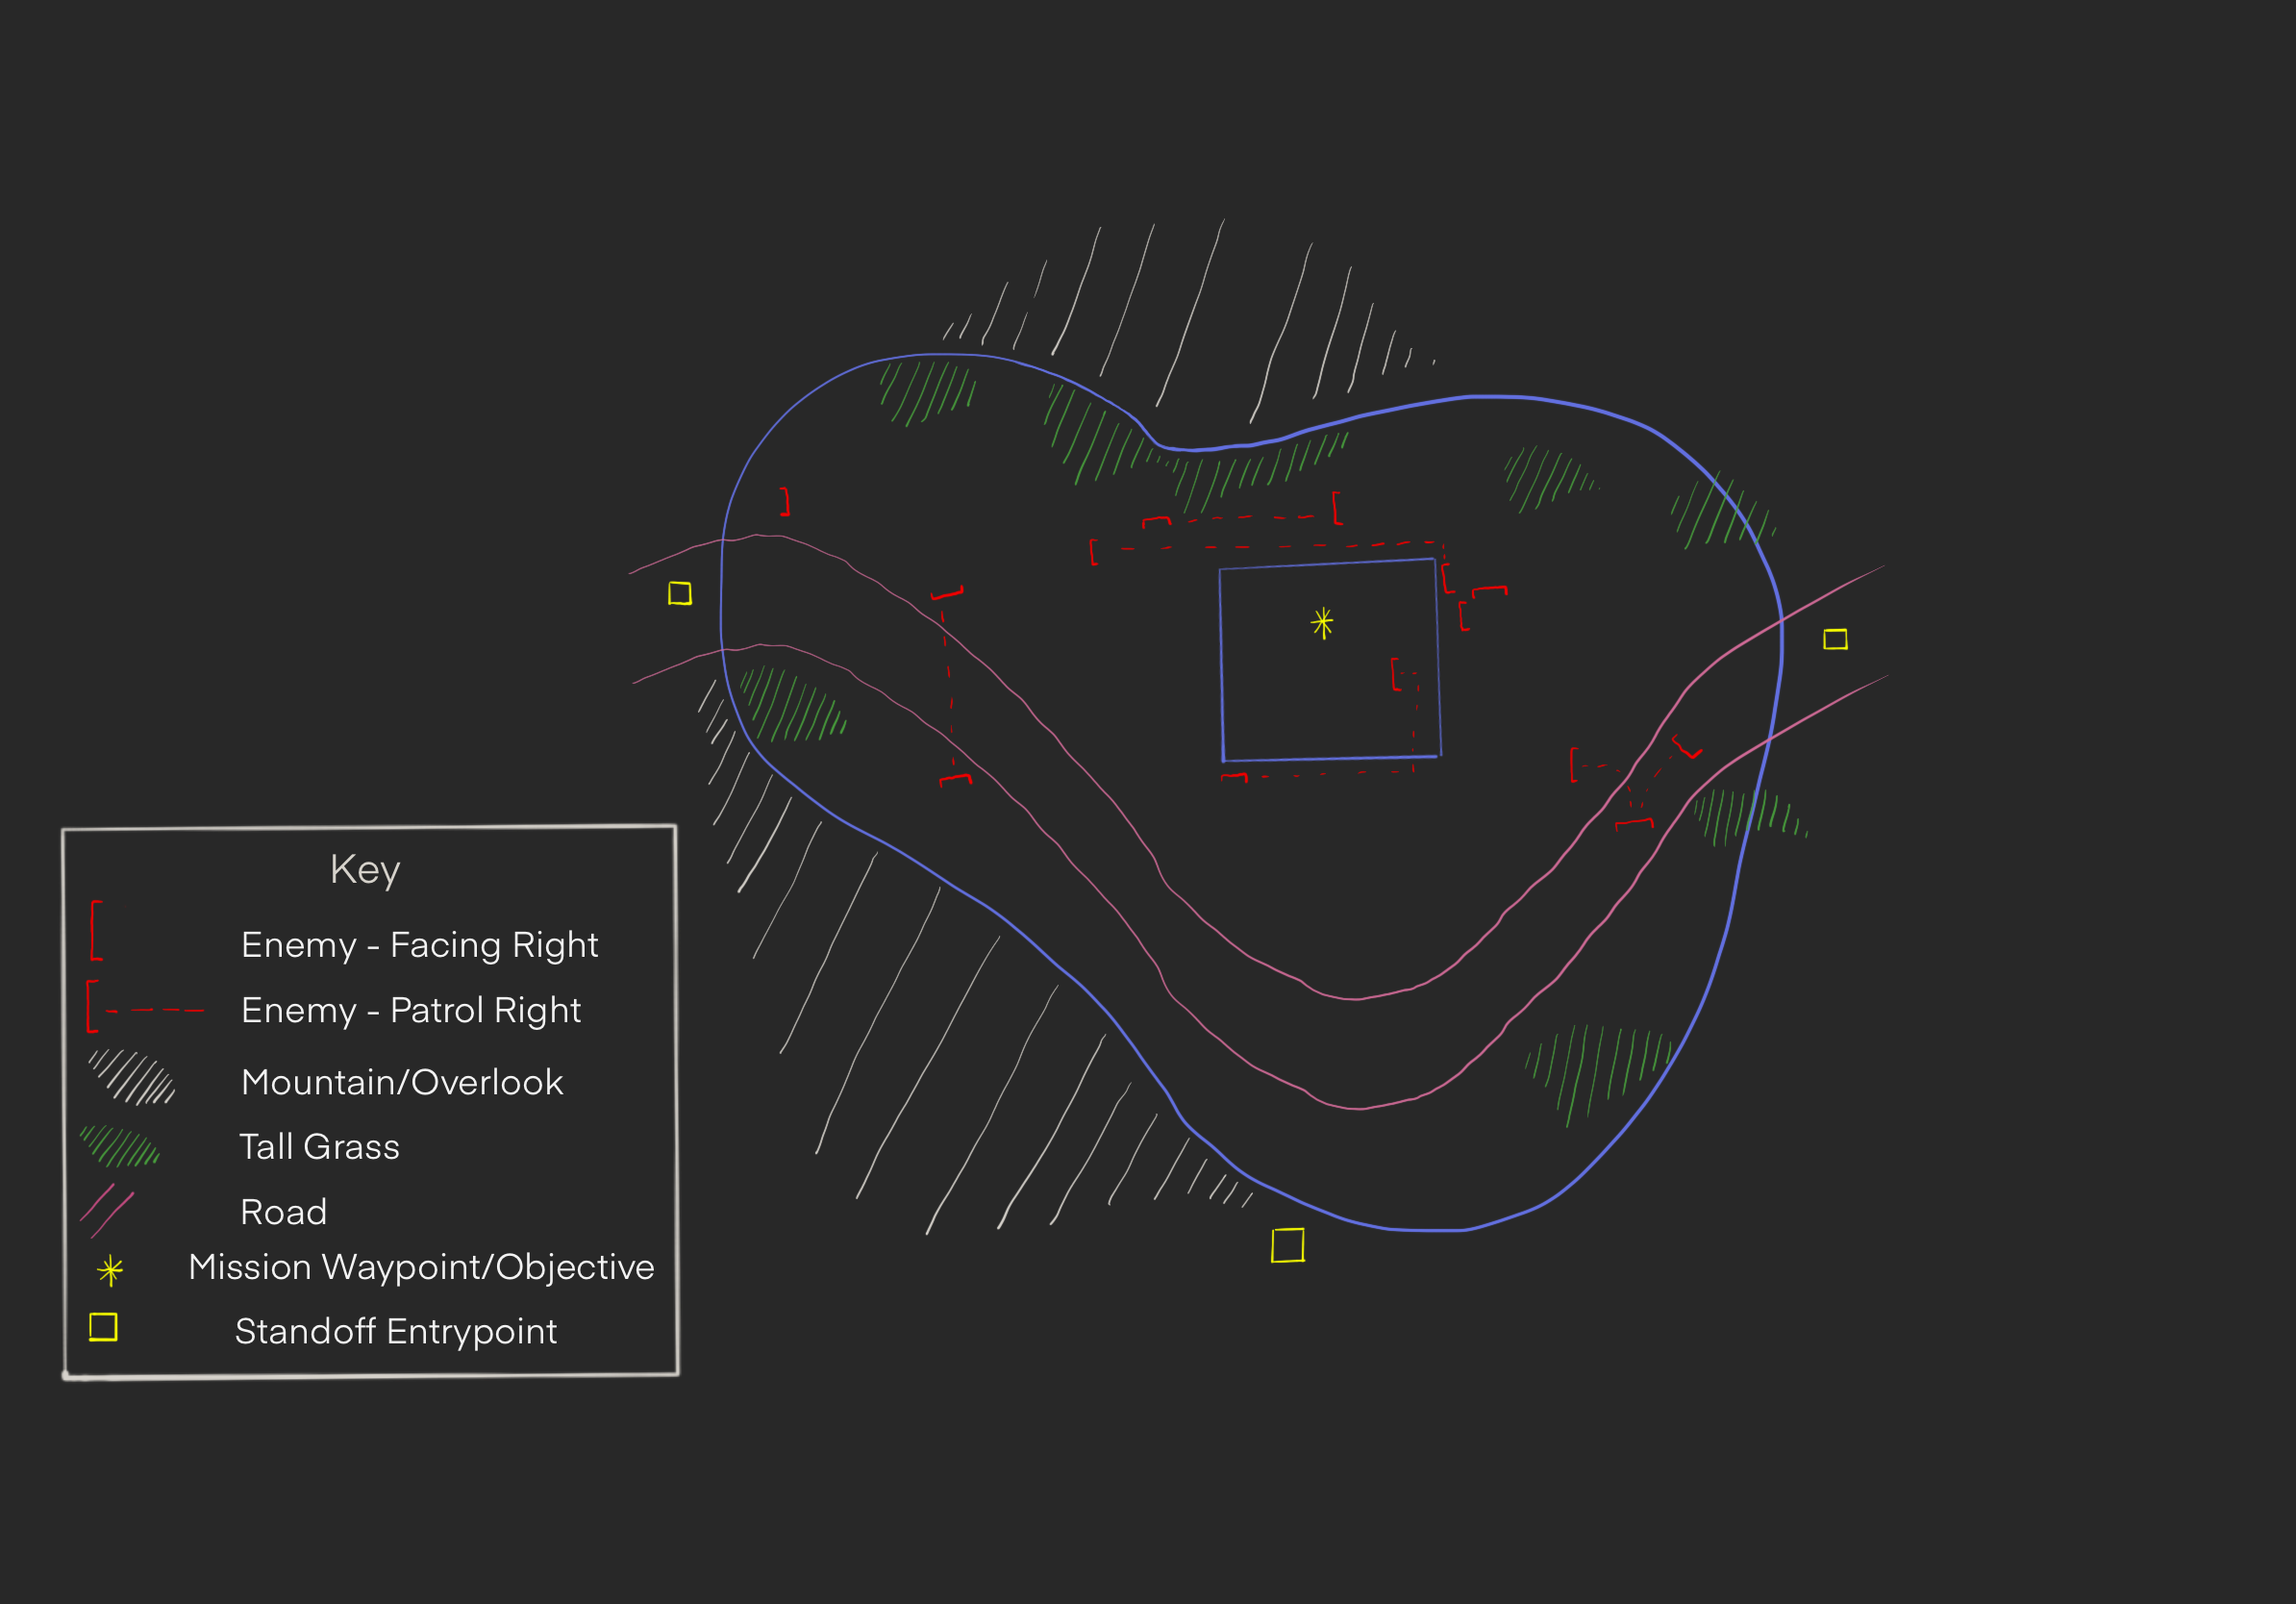 Key
Enemy - Facing Right
Enemy - Patrol Right
Mountain/Overlook
Tall Grass
Road
Mission Waypoint/Objective
Standoff Entrypoint